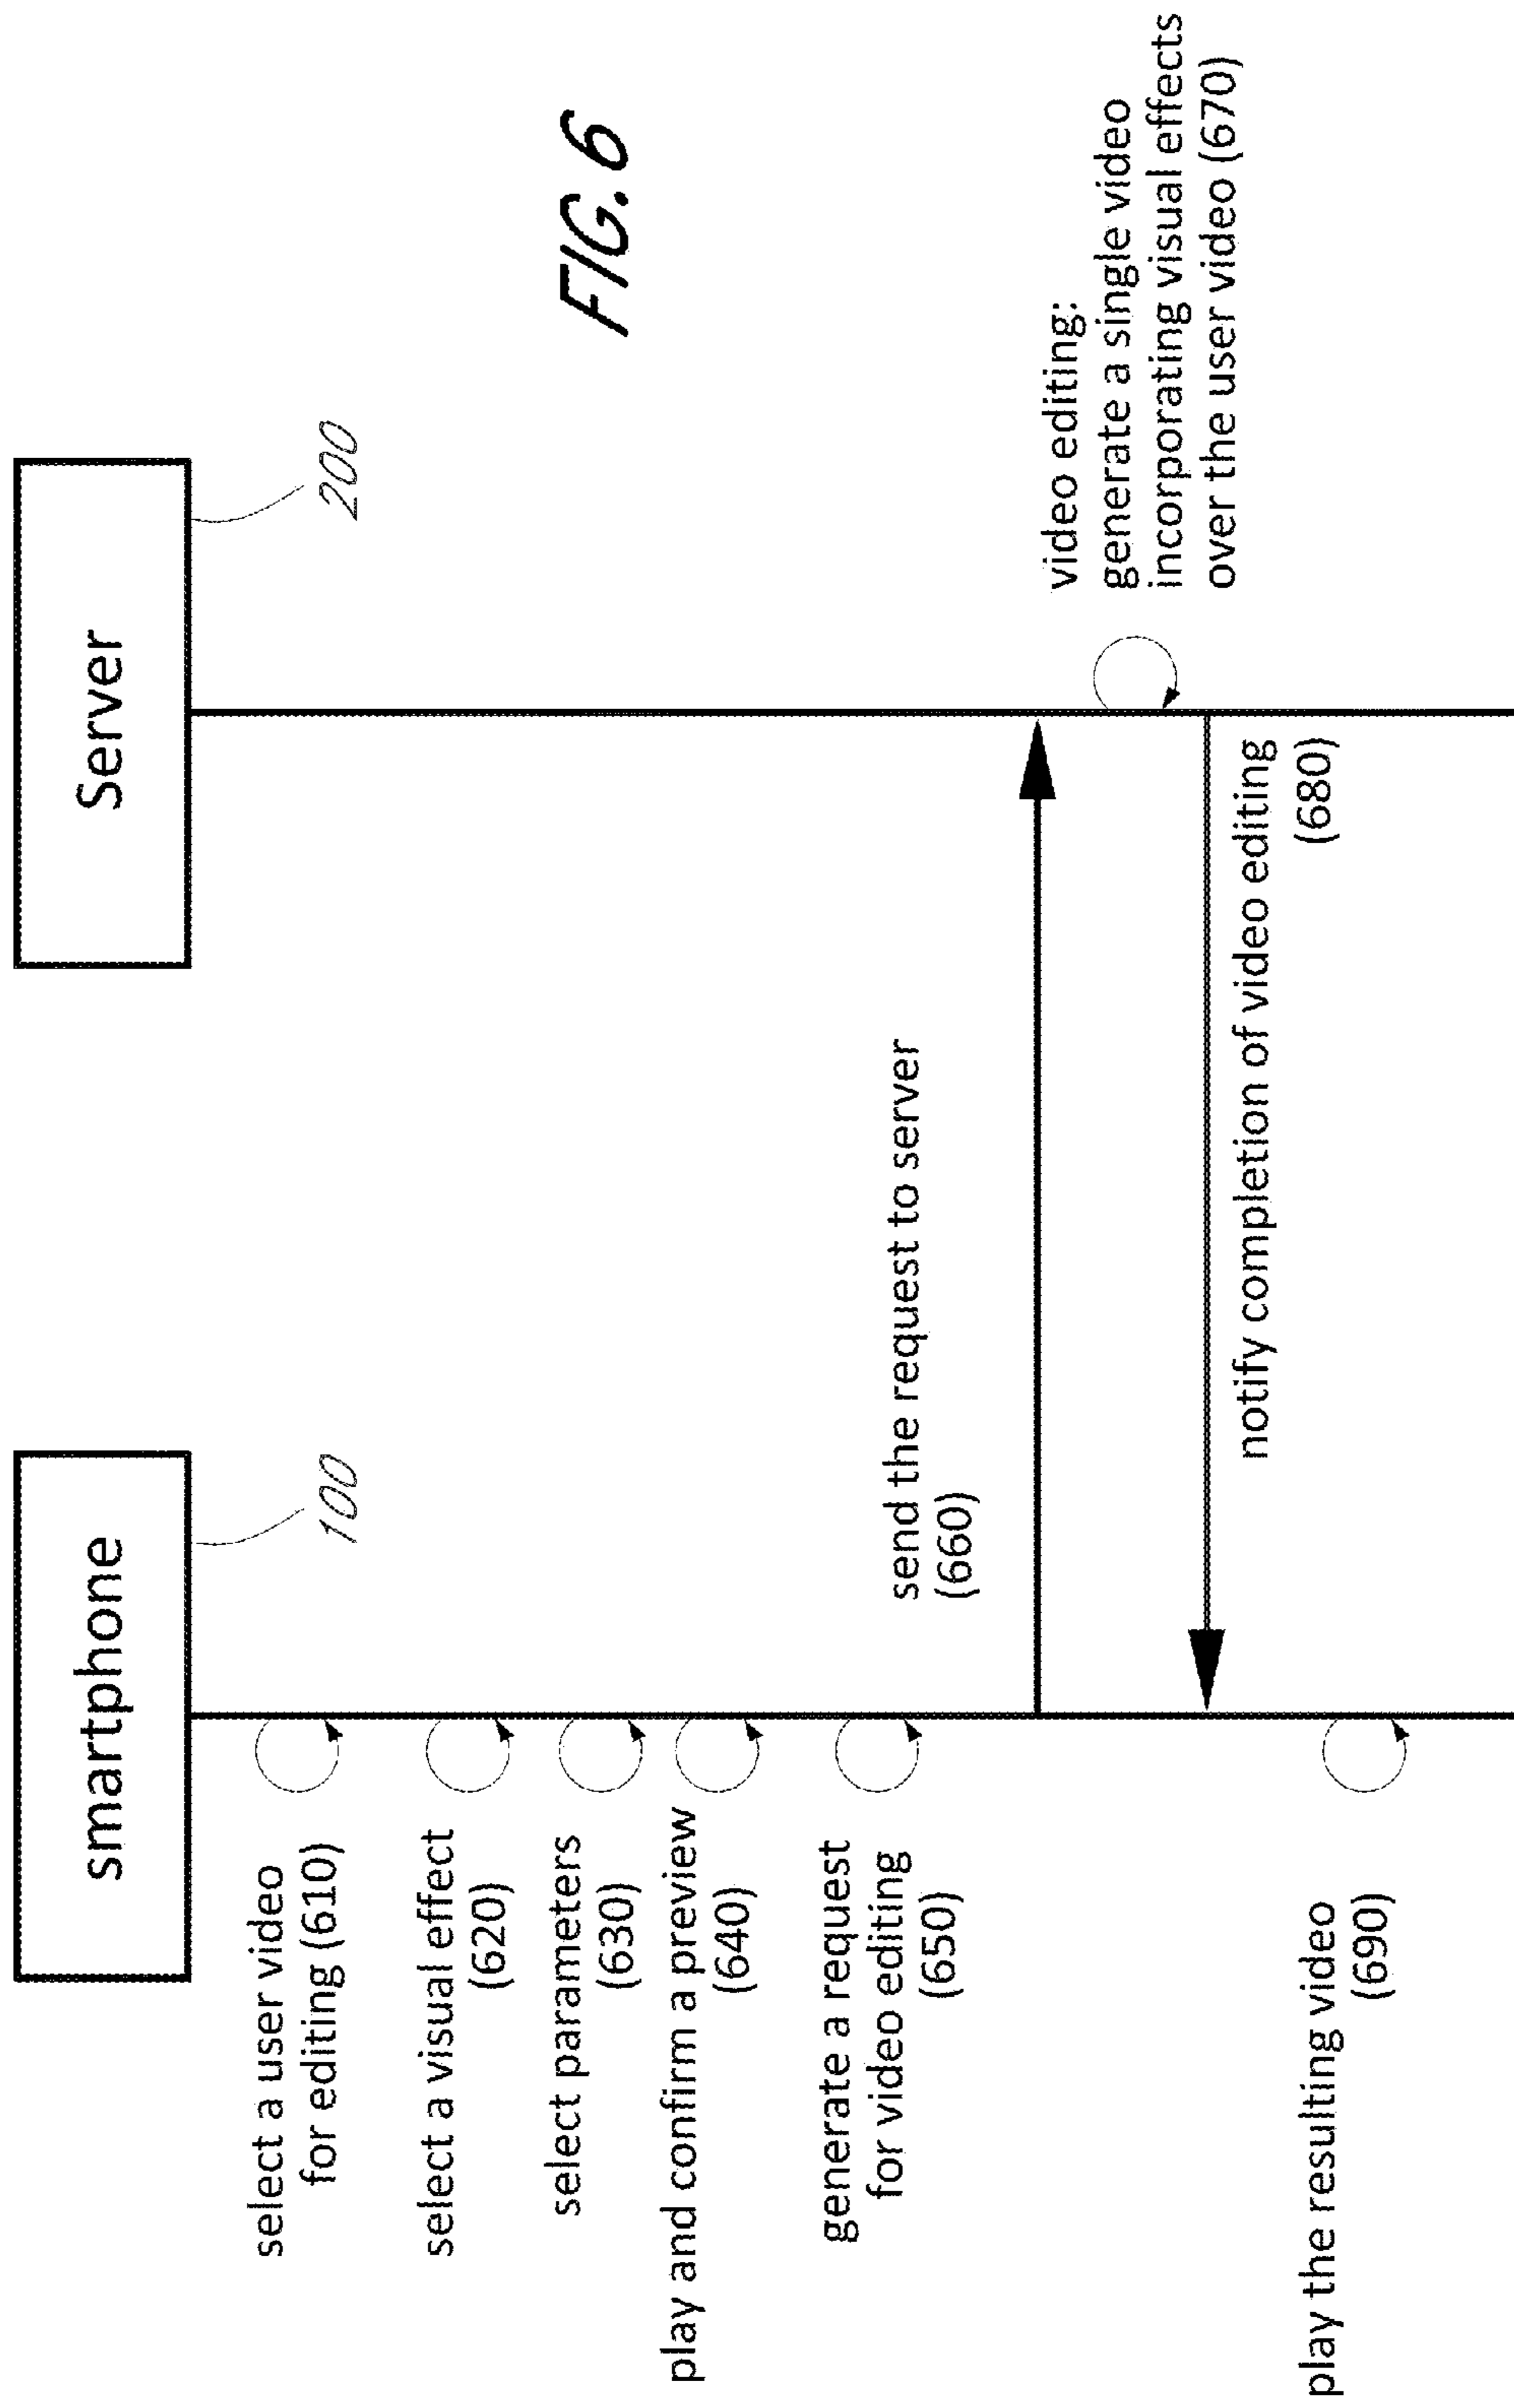 smartphone
Server
100
200
select a user video
for editing (610)
select a visual effect
(620)
select parameters
(630)
play and confirm a preview
(640)
generate a request
for video editing
(650)
send the request to server
(660)
video editing:
generate a single video
incorporating visual effects
over the user video (670)
notify completion of video editing
(680)
play the resulting video
(690)
FIG. 6